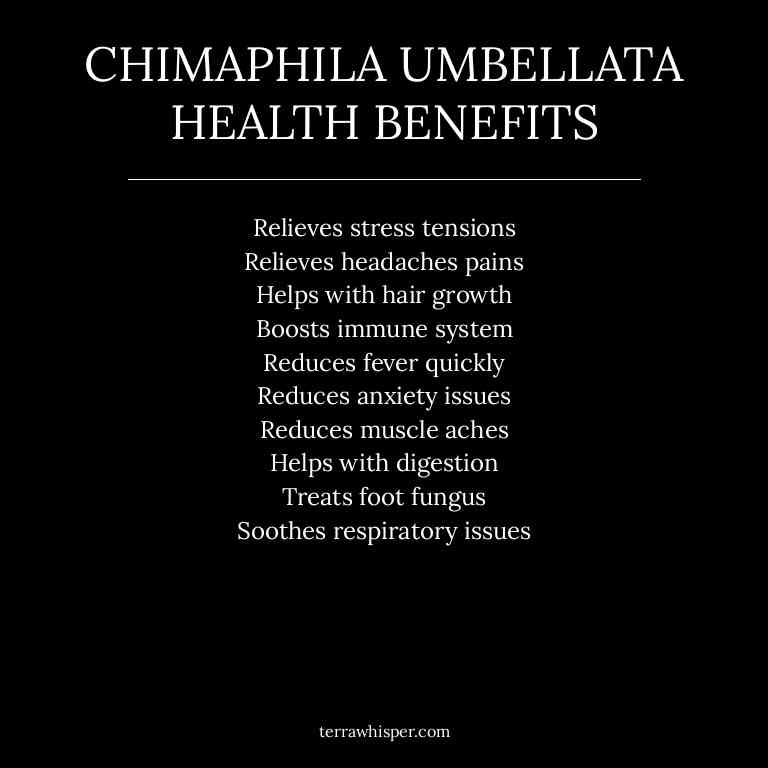 CHIMAPHILA UMBELLATA
HEALTH BENEFITS
Relieves stress tensions
Relieves headaches pains
Helps with hair growth
Boosts immune system
Reduces fever quickly
Reduces anxiety issues
Reduces muscle aches
Helps with digestion
Treats foot fungus
Soothes respiratory issues
terrawhisper.com